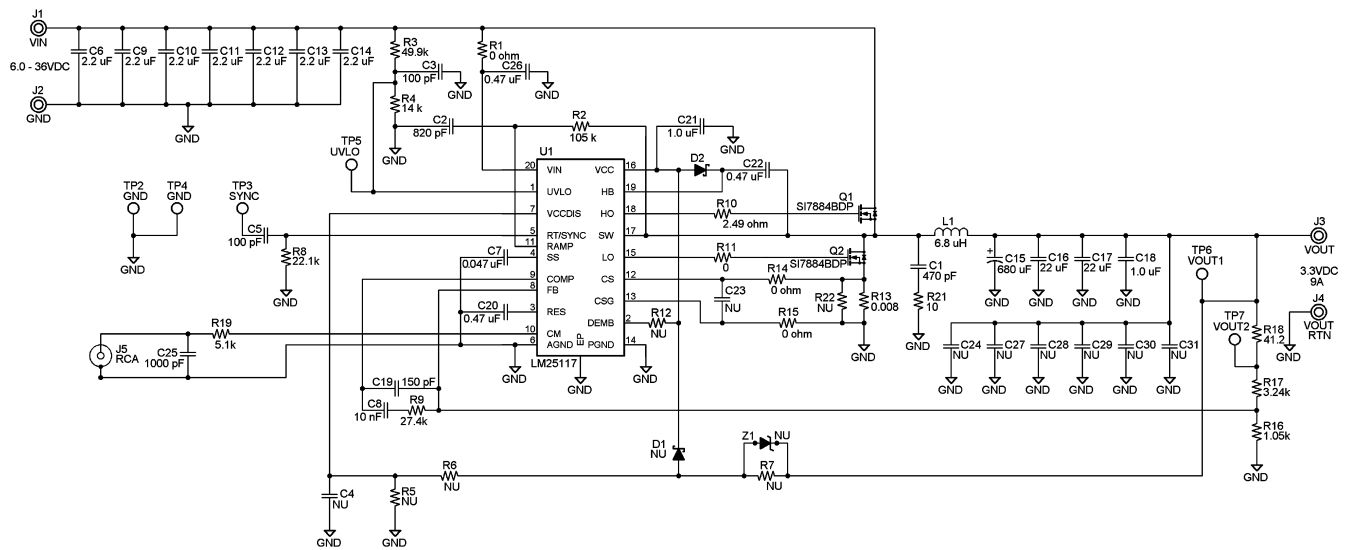 J1
VIN
6.0 - 36VDC
J2
GND
C6
2.2 uF
C9
2.2 uF
C10
2.2 uF
C11
2.2 uF
C12
2.2 uF
C13
2.2 uF
C14
2.2 uF
GND
R3
49.9k
C3
100 pF
GND
R4
14 k
GND
R1
0 ohm
C26
0.47 uF
GND
C2
820 pF
R2
105 k
C21
1.0 uF
GND
TP5
UVLO
D2
C22
0.47 uF
TP2
GND
TP4
GND
GND
TP3
SYNC
C5
100 pF
R8
22.1k
GND
U1
20
VIN
1
UVLO
7
VCCDIS
5
RT/SYNC
11
RAMP
4
SS
9
COMP
8
FB
3
RES
10
CM
6
AGND
EP
LM25117
VCC
16
HB
19
HO
18
SW
17
LO
15
CS
12
CSG
13
DEMB
2
PGND
14
GND
GND
GND
C7
0.047 uF
C20
0.47 uF
R10
2.49 ohm
Q1
SI7884BDP
R11
0
Q2
SI7884BDP
R14
0 ohm
C23
NU
R15
0 ohm
R22
NU
R13
0.008
GND
R12
NU
L1
6.8 uH
C1
470 pF
R21
10
GND
C15
680 uF
GND
+
C16
22 uF
GND
C17
22 uF
GND
C18
1.0 uF
GND
C24
NU
GND
C27
NU
GND
C28
NU
GND
C29
NU
GND
C30
NU
GND
C31
NU
GND
TP6
VOUT1
J3
VOUT
3.3VDC
9A
J4
VOUT
RTN
GND
TP7
VOUT2
R18
41.2
R17
3.24k
R16
1.05k
GND
J5
RCA
C25
1000 pF
R19
5.1k
C19
150 pF
C8
10 nF
R9
27.4k
D1
NU
Z1
NU
R7
NU
R6
NU
C4
NU
GND
R5
NU
GND